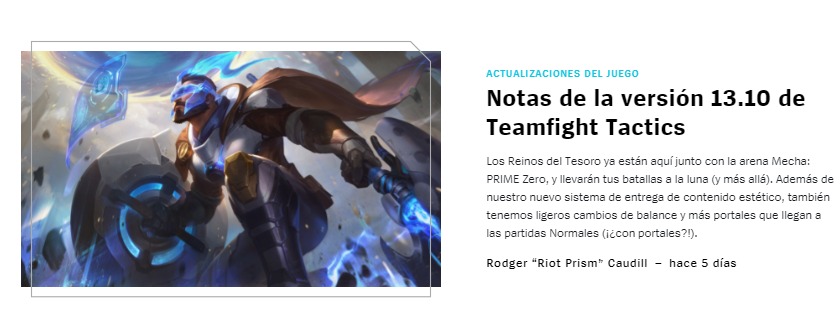 ACTUALIZACIONES DEL JUEGO
Notas de la versión 13.10 de
Teamfight Tactics
Los Reinos del Tesoro ya están aquí junto con la arena Mecha:
PRIME Zero, y llevarán tus batallas a la luna (y más allá). Además de
nuestro nuevo sistema de entrega de contenido estético, también
tenemos ligeros cambios de balance y más portales que llegan a
las partidas Normales (¡¿con portales?!).
Rodger "Riot Prism" Caudill – hace 5 días